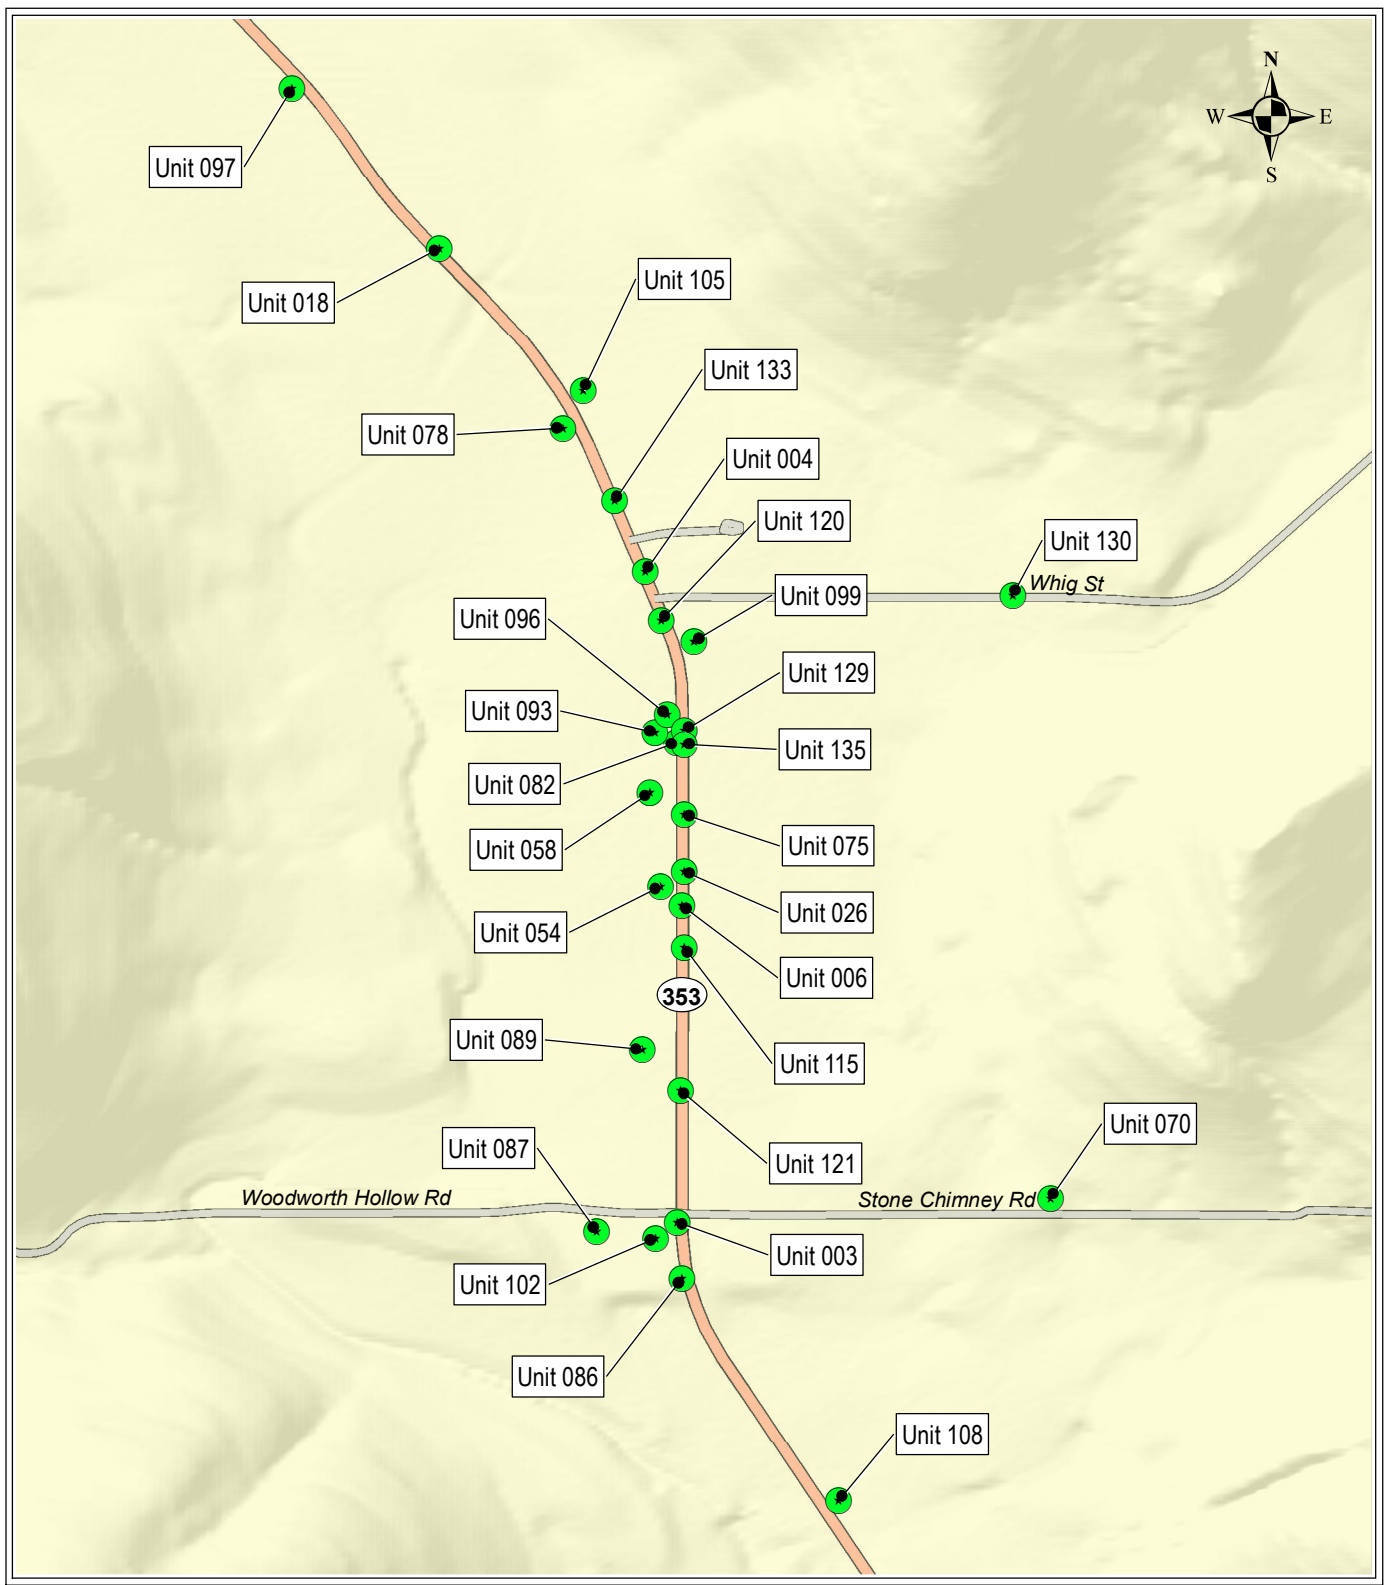 N
W
E
S
Unit 097
Unit 105
Unit 018
Unit 133
Unit 078
Unit 004
Unit 120
Unit 130
Whig St
Unit 099
Unit 096
Unit 129
Unit 093
Unit 135
Unit 082
Unit 075
Unit 058
Unit 026
Unit 054
Unit 006
353
Unit 089
Unit 115
Unit 070
Unit 087
Unit 121
Woodworth Hollow Rd
Stone Chimney Rd
Unit 003
Unit 102
Unit 086
Unit 108